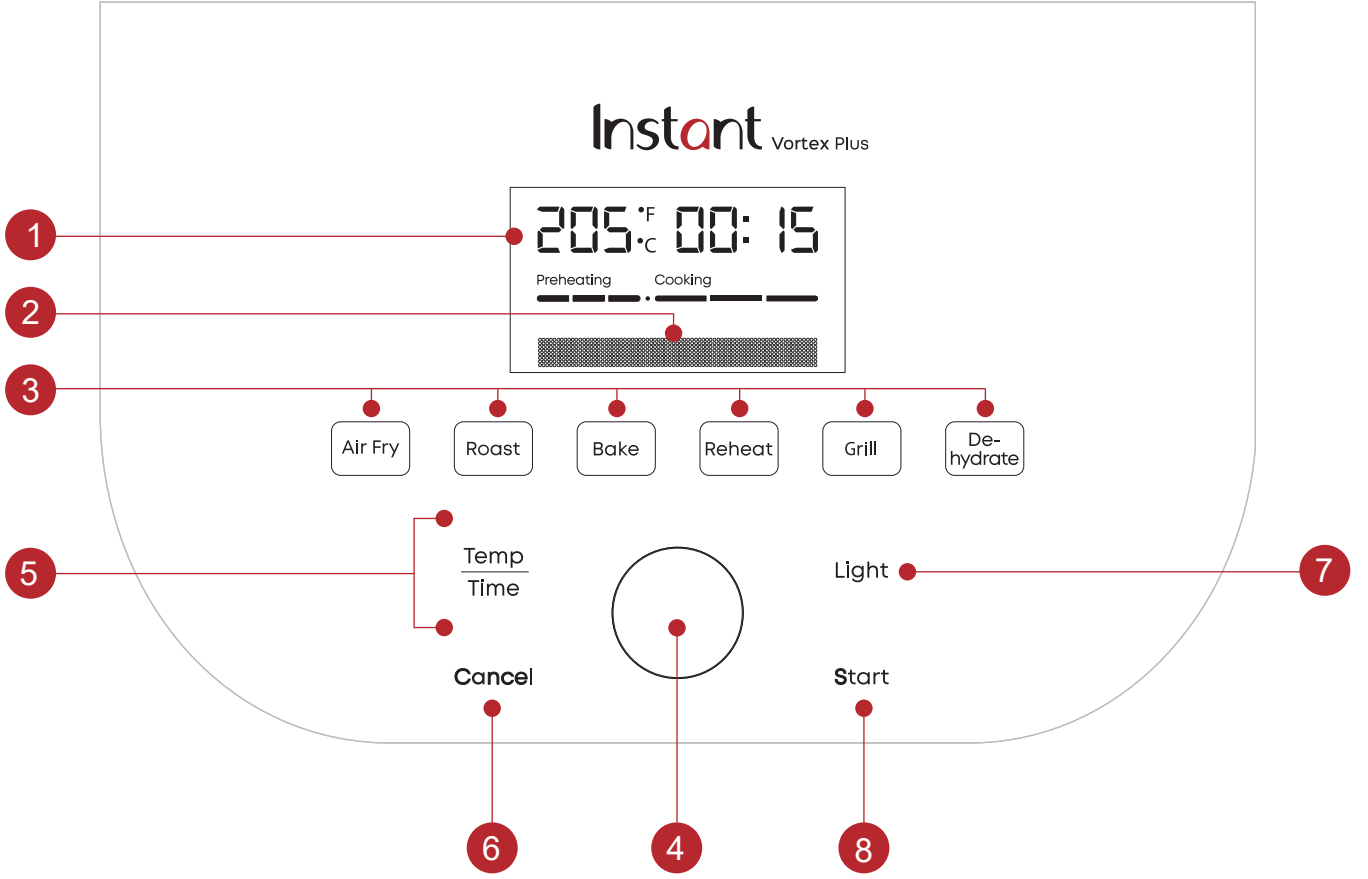 Instant Vortex Plus
1
205 °F °C 00:15
Preheating Cooking
2
3
Air Fry Roast Bake Reheat Grill De-
hydrate
5
Temp
Time
Light
7
Cancel
Start
6
4
8